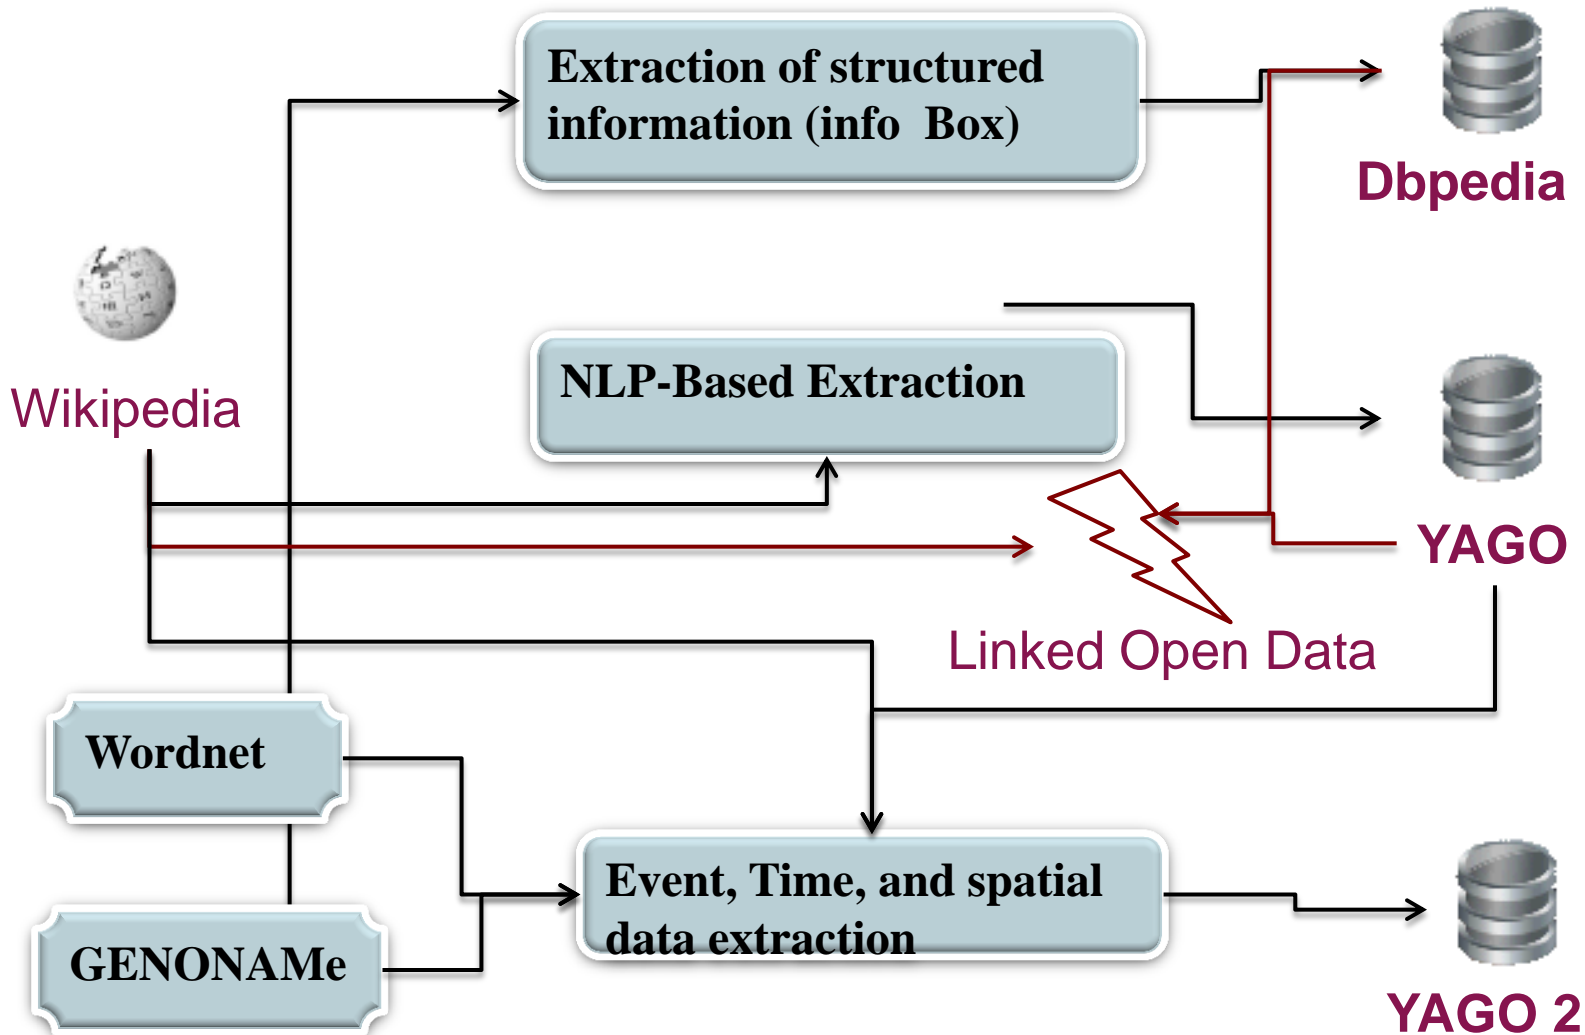 Extraction of structured
information (info Box)
Dbpedia
Wikipedia
NLP-Based Extraction
YAGO
Linked Open Data
Wordnet
Event, Time, and spatial
data extraction
GENONAMe
YAGO 2